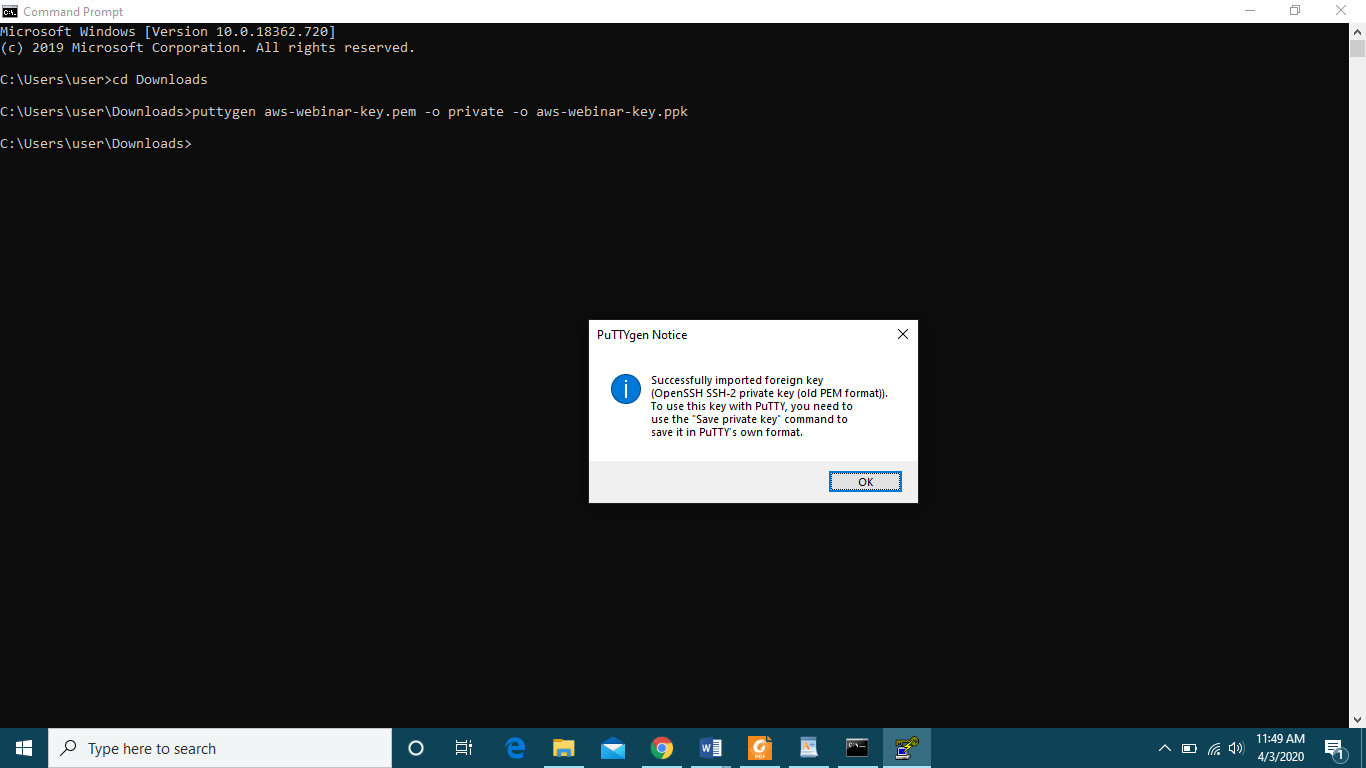 Command Prompt
Microsoft Windows [Version 10.0.18362.720]
(c) 2019 Microsoft Corporation. All rights reserved.
C:\Users\user>cd Downloads
C:\Users\user\Downloads>puttygen aws-webinar-key.pem -o private -o aws-webinar-key.ppk
C:\Users\user\Downloads>
PuTTYgen Notice
Successfully imported foreign key
(OpenSSH SSH-2 private key (old PEM format)).
To use this key with PuTTY, you need to
use the "Save private key" command to
save it in PuTTY's own format.
OK
Type here to search
11:49 AM
4/3/2020
1